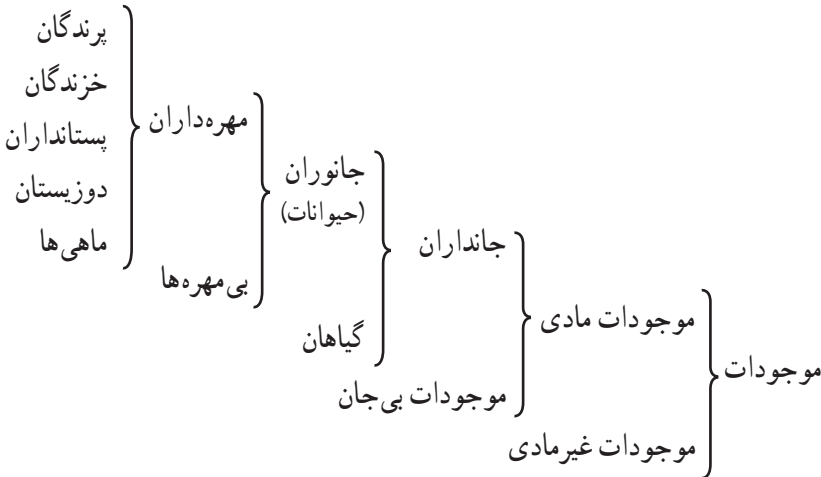 موجودات
موجودات مادی
موجودات غیرمادی
جانداران
موجودات بی‌جان
جانوران
(حیوانات)
گیاهان
مهره‌داران
بی‌مهره‌ها
پرندگان
خزندگان
پستانداران
دوزیستان
ماهی‌ها